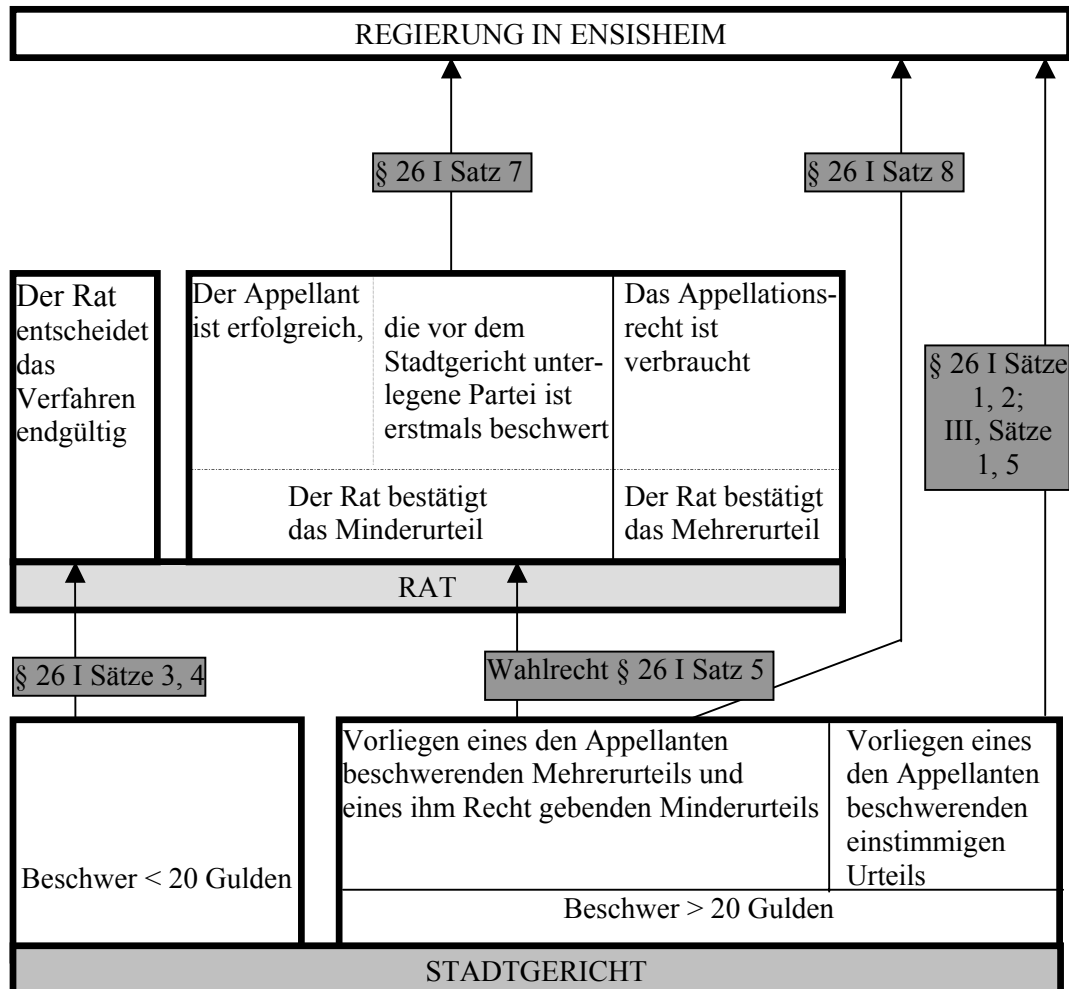 REGIERUNG IN ENSISHEIM
§ 26 I Satz 7
§ 26 I Satz 8
Der Rat
entscheidet
das
Verfahren
endgültig
Der Appellant
ist erfolgreich,
die vor dem
Stadtgericht unter-
legene Partei ist
erstmals beschwert
Das Appellations-
recht ist
verbraucht
§ 26 I Sätze
1, 2;
III, Sätze
1, 5
Der Rat bestätigt
das Minderurteil
Der Rat bestätigt
das Mehrerurteil
RAT
§ 26 I Sätze 3, 4
Wahlrecht § 26 I Satz 5
Beschwer < 20 Gulden
Vorliegen eines den Appellanten
beschwerenden Mehrerurteils und
eines ihm Recht gebenden Minderurteils
Vorliegen eines
den Appellanten
beschwerenden
einstimmigen
Urteils
Beschwer > 20 Gulden
STADTGERICHT